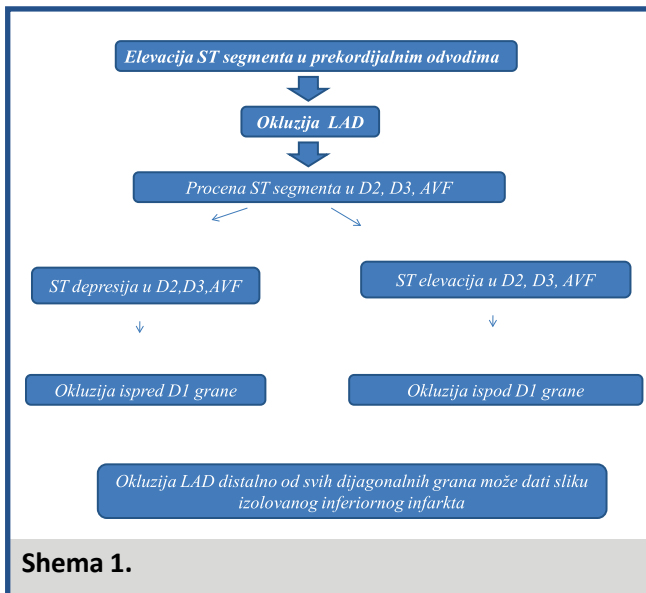 Elevacija ST segmenta u prekordijalnim odvodima
Okluzija LAD
Procena ST segmenta u D2, D3, AVF
ST depresija u D2,D3,AVF
ST elevacija u D2, D3, AVF
Okluzija ispred D1 grane
Okluzija ispod D1 grane
Okluzija LAD distalno od svih dijagonalnih grana može dati sliku
izolovanog inferiornog infarkta
Shema 1.